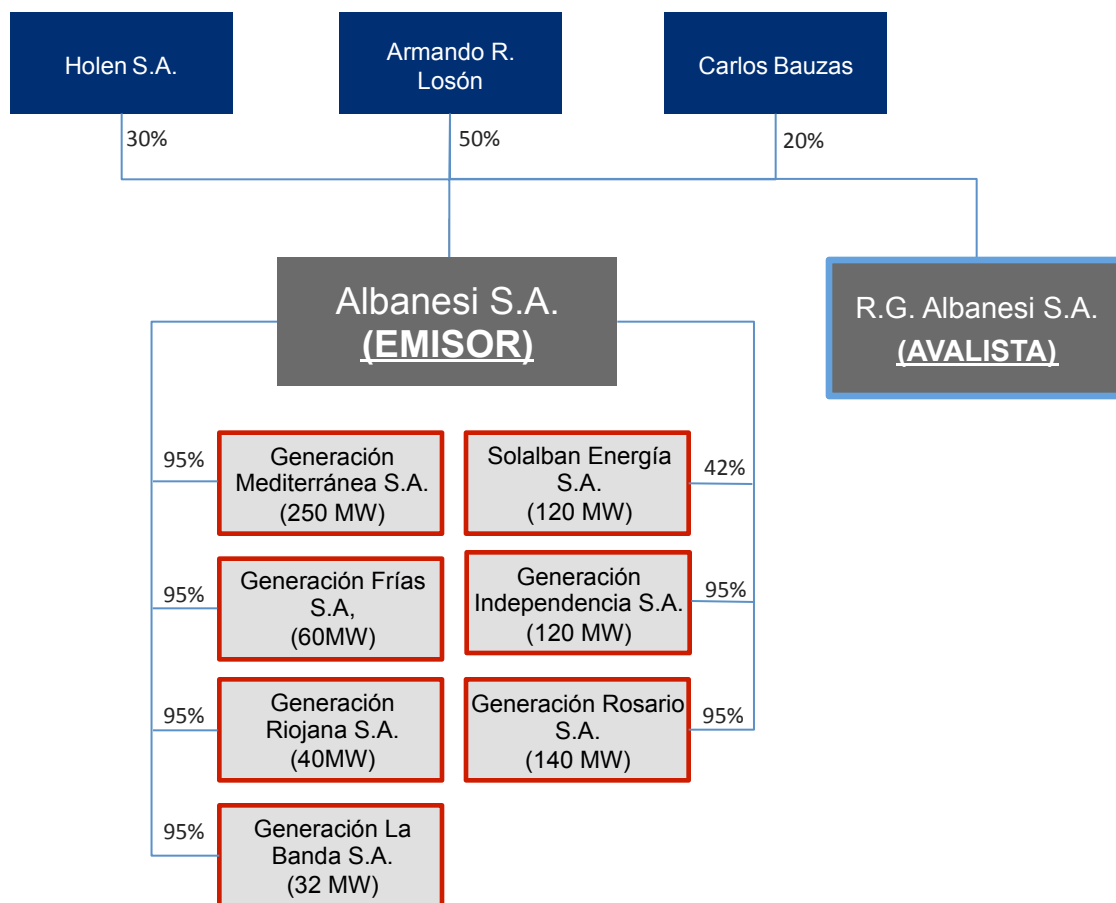 Holen S.A.
Armando R.
Losón
Carlos Bauzas
30%
50%
20%
Albanesi S.A.
(EMISOR)
R.G. Albanesi S.A.
(AVALISTA)
95%
Generación
Mediterránea S.A.
(250 MW)
Solalban Energía
S.A.
(120 MW)
42%
95%
Generación Frías
S.A,
(60MW)
Generación
Independencia S.A.
(120 MW)
95%
95%
Generación
Riojana S.A.
(40MW)
Generación Rosario
S.A.
(140 MW)
95%
95%
Generación La
Banda S.A.
(32 MW)